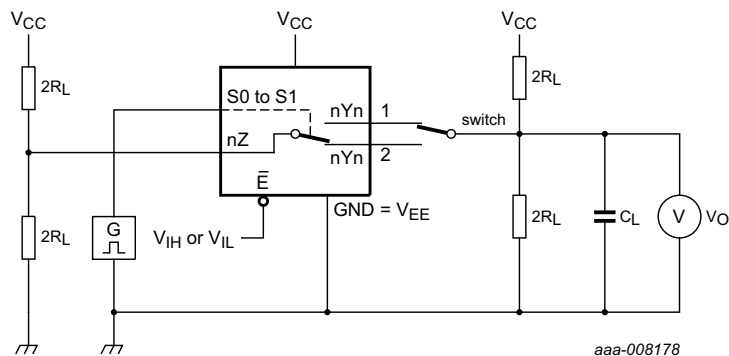 VCC
VCC
VCC
2RL
2RL
S0 to S1
nYn
1
switch
nZ
nYn
2
E̅
GND = VEE
2RL
G
VIH or VIL
2RL
CL
V
VO
aaa-008178